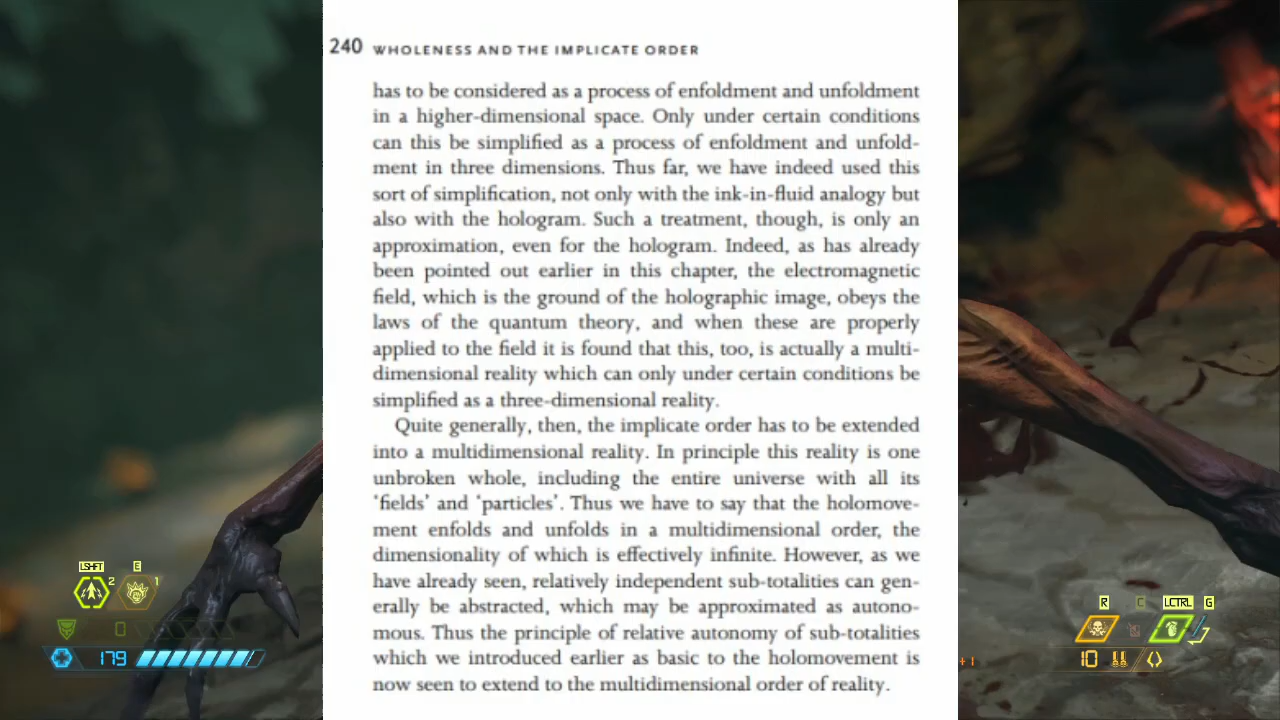 240 WHOLENESS AND THE IMPLICATE ORDER
has to be considered as a process of enfoldment and unfoldment
in a higher-dimensional space. Only under certain conditions
can this be simplified as a process of enfoldment and unfold-
ment in three dimensions. Thus far, we have indeed used this
sort of simplification, not only with the ink-in-fluid analogy but
also with the hologram. Such a treatment, though, is only an
approximation, even for the hologram. Indeed, as has already
been pointed out earlier in this chapter, the electromagnetic
field, which is the ground of the holographic image, obeys the
laws of the quantum theory, and when these are properly
applied to the field it is found that this, too, is actually a multi-
dimensional reality which can only under certain conditions be
simplified as a three-dimensional reality.
Quite generally, then, the implicate order has to be extended
into a multidimensional reality. In principle this reality is one
unbroken whole, including the entire universe with all its
‘fields’ and ‘particles’. Thus we have to say that the holomove-
ment enfolds and unfolds in a multidimensional order, the
dimensionality of which is effectively infinite. However, as we
have already seen, relatively independent sub-totalities can gen-
erally be abstracted, which may be approximated as autono-
mous. Thus the principle of relative autonomy of sub-totalities
which we introduced earlier as basic to the holomovement is
now seen to extend to the multidimensional order of reality.
LSHFT E
2 1
0
179
R C LCTRL G
10
+1